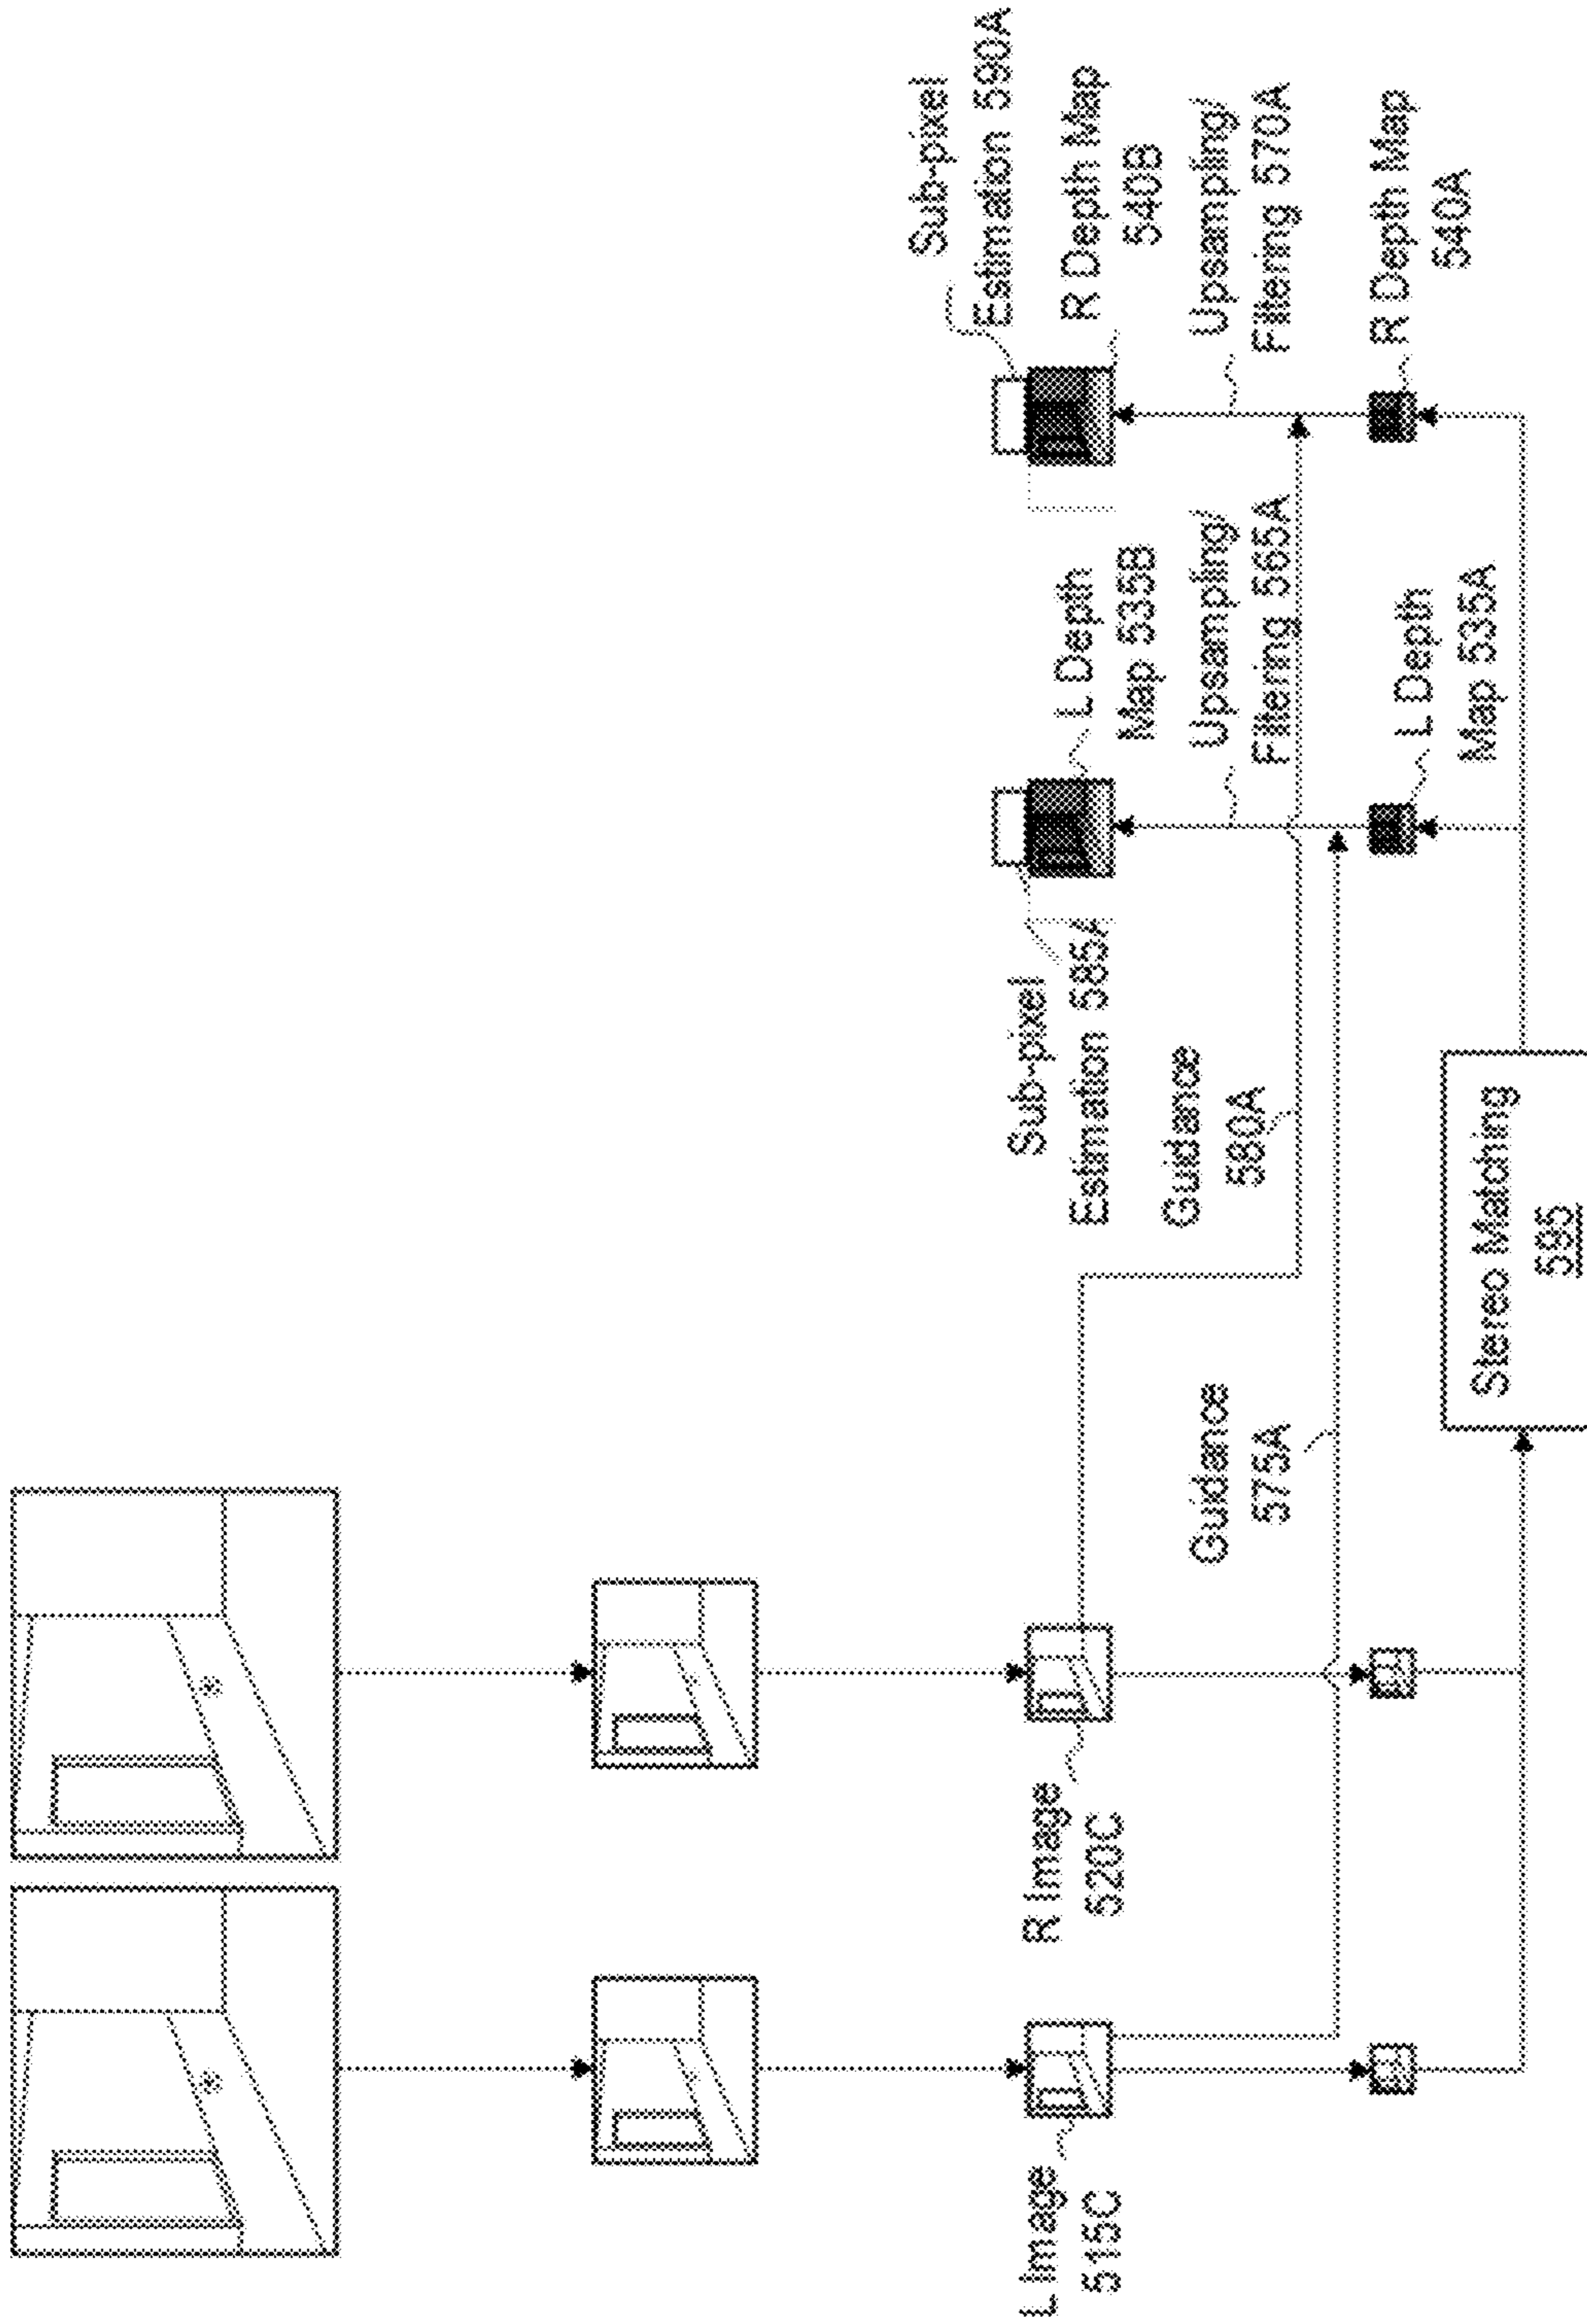 Sub-pixel
Estimation 590A
L Image
515C
R Image
520C
Sub-pixel
Estimation 585A
L Depth
Map 535B
R Depth Map
540B
Guidance
575A
Guidance
580A
Upsampling/
Filtering 565A
Upsampling/
Filtering 570A
L Depth
Map 535A
R Depth Map
540A
Stereo Matching
595